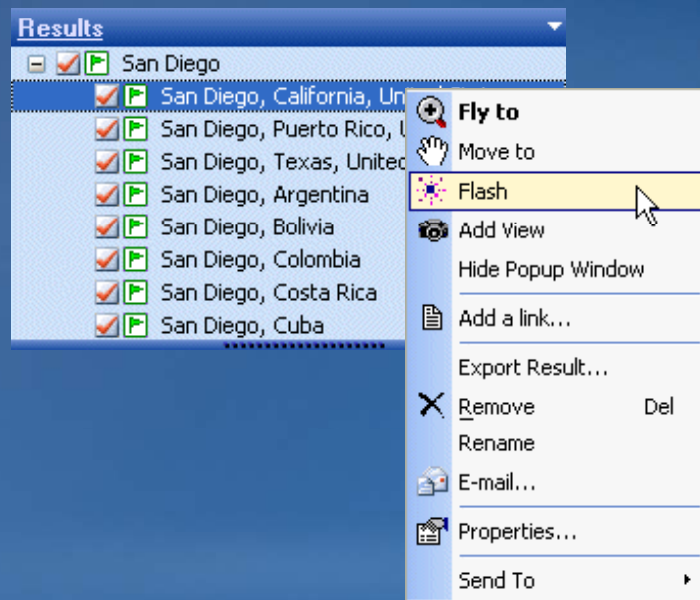 Results
San Diego
San Diego, California,
San Diego, Puerto Rico,
San Diego, Texas, United
San Diego, Argentina
San Diego, Bolivia
San Diego, Colombia
San Diego, Costa Rica
San Diego, Cuba
Fly to
Move to
Flash
Add View
Hide Popup Window
Add a link...
Export Result...
Remove Del
Rename
E-mail...
Properties...
Send To